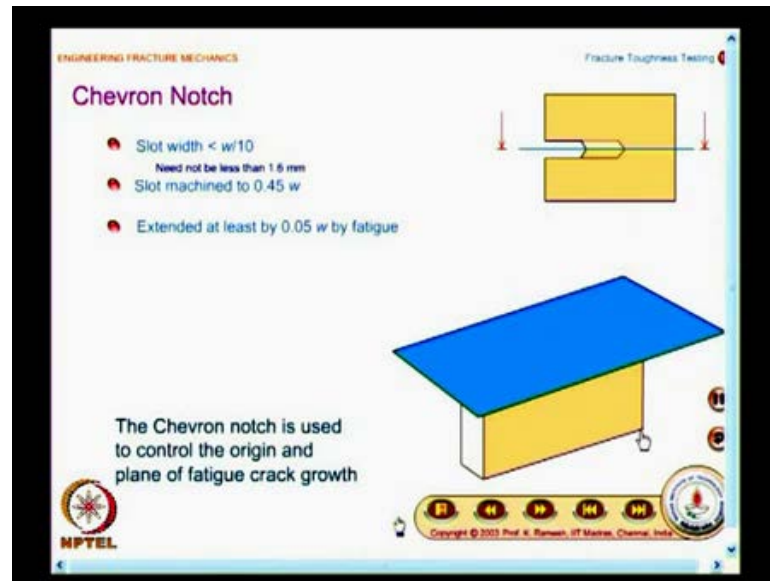 ENGINEERING FRACTURE MECHANICS
Fracture Toughness Testing
Chevron Notch
Slot width < w/10
Need not be less than 1.6 mm
Slot machined to 0.45 w
Extended at least by 0.05 w by fatigue
The Chevron notch is used
to control the origin and
plane of fatigue crack growth
NPTEL
Copyright © 2003 Prof. K. Ramesh, IIT Madras, Chennai, India